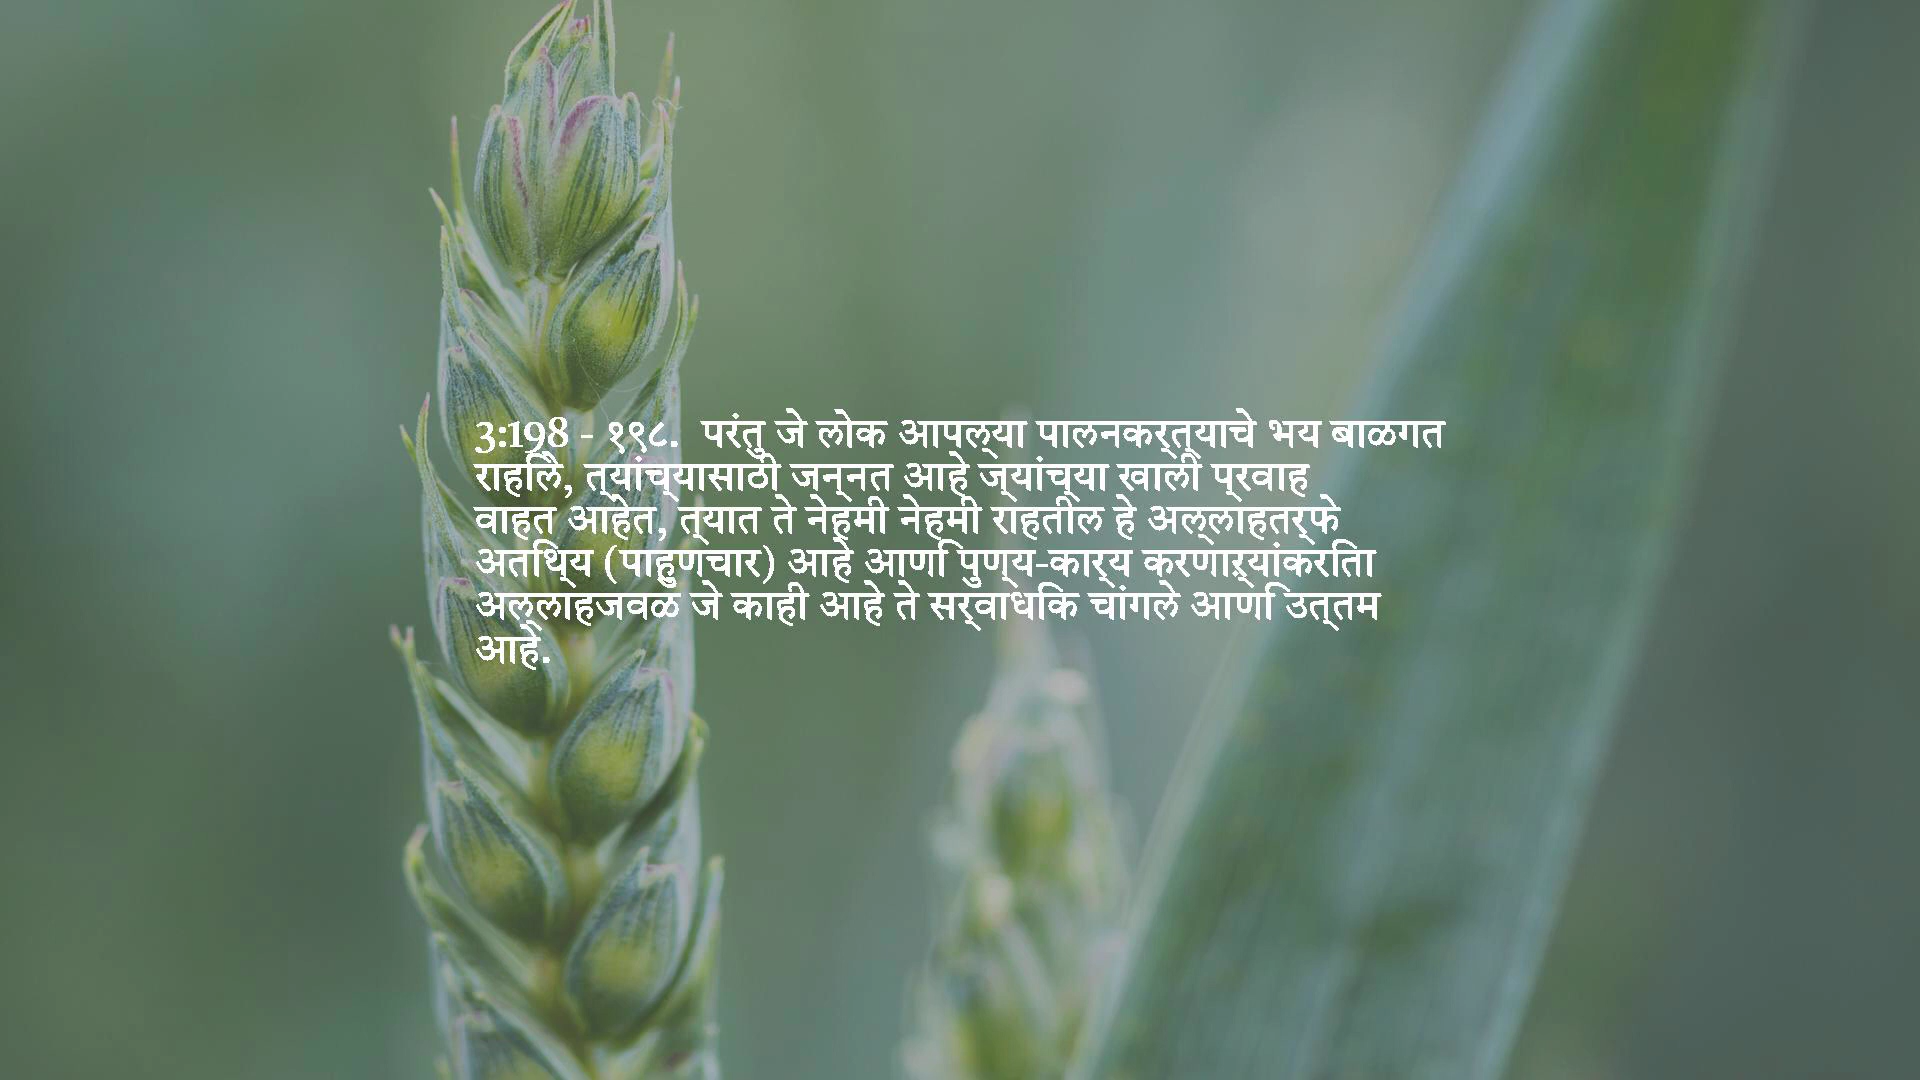 3:198 - १९८. परंतु जे लोक आपल्या पालनकर्त्याचे भय बाळगत
राहिले, त्यांच्यासाठी जन्नत आहे ज्यांच्या खाली प्रवाह
वाहत आहेत, त्यात ते नेहमी नेहमी राहतील हे अल्लाहतर्फे
अतिथ्य (पाहुणचार) आहे आणि पुण्य-कार्य करणाऱ्यांकरिता
अल्लाहजवळ जे काही आहे ते सर्वाधिक चांगले आणि उत्तम
आहे.